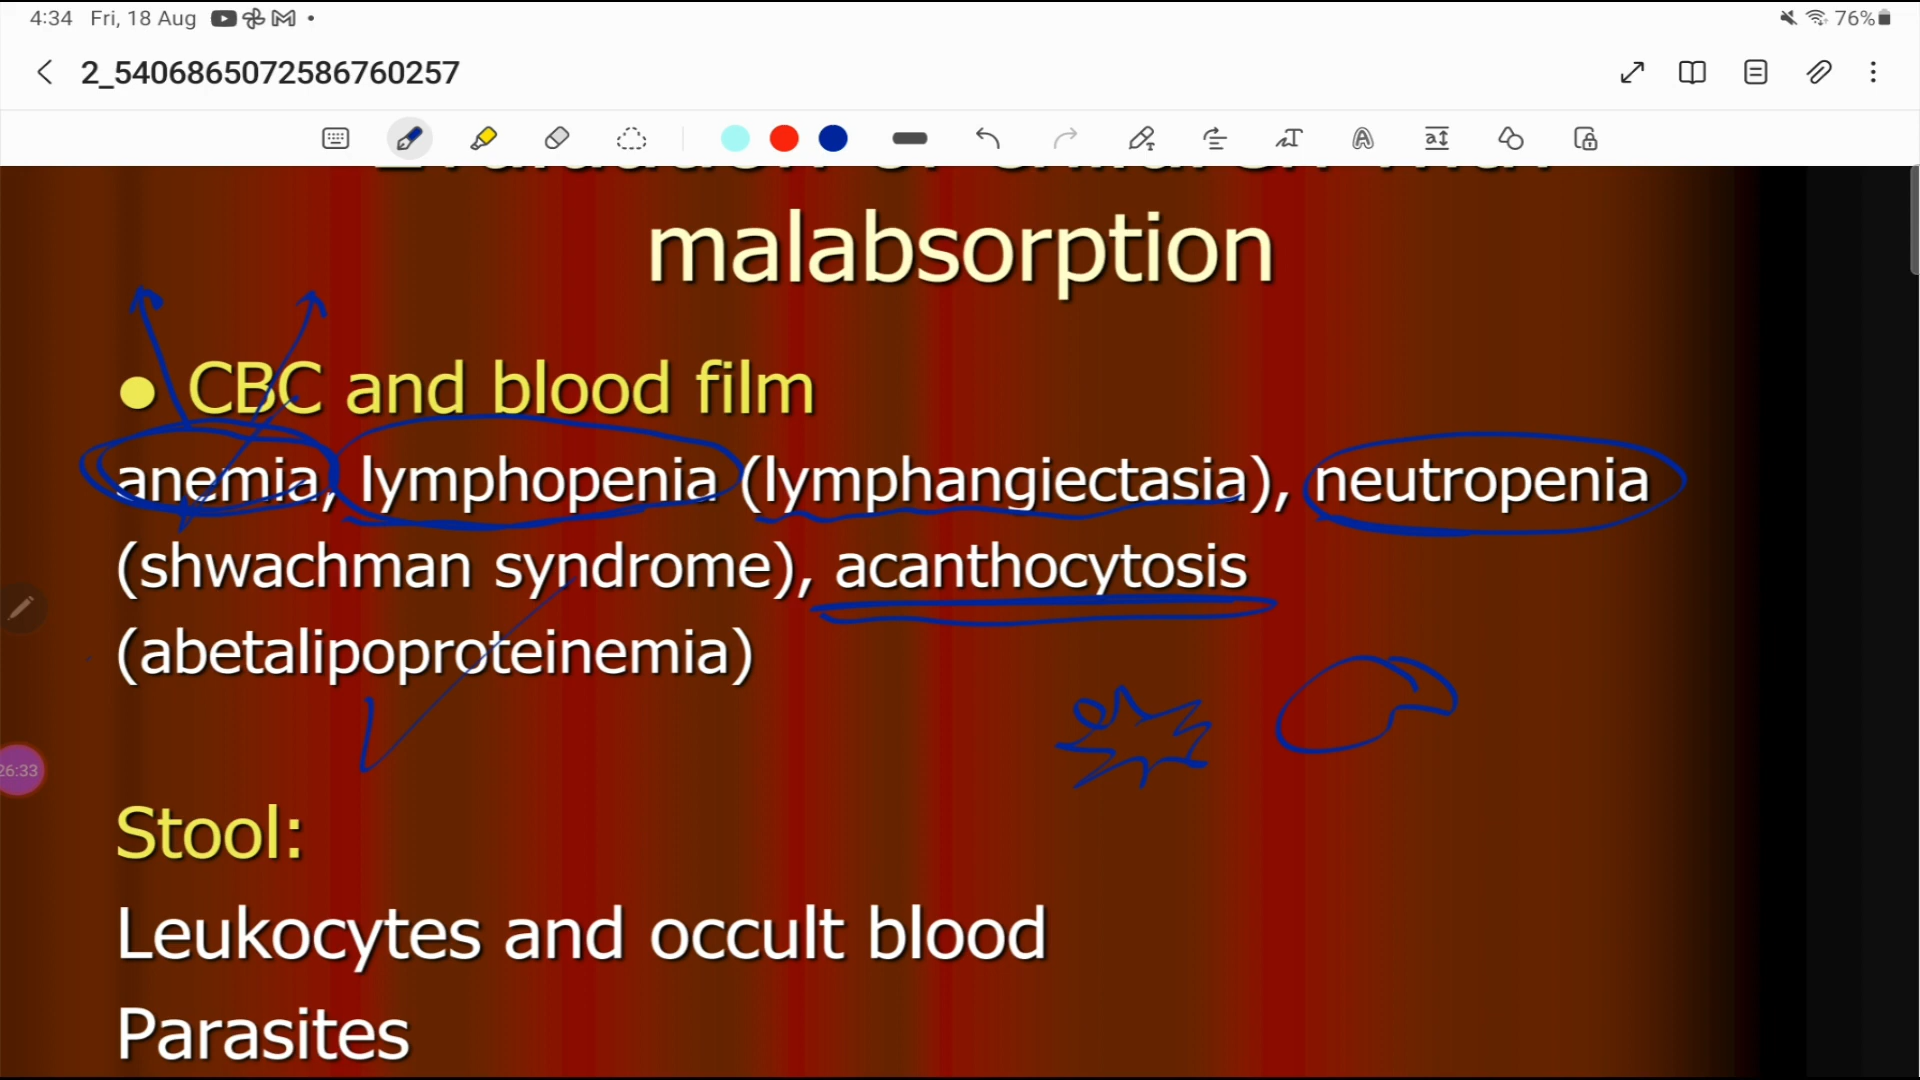 4:34 Fri, 18 Aug
76%
2_5406865072586760257
malabsorption
CBC and blood film
anemia, lymphopenia (lymphangiectasia), neutropenia
(shwachman syndrome), acanthocytosis
(abetalipoproteinemia)
26:33
Stool:
Leukocytes and occult blood
Parasites